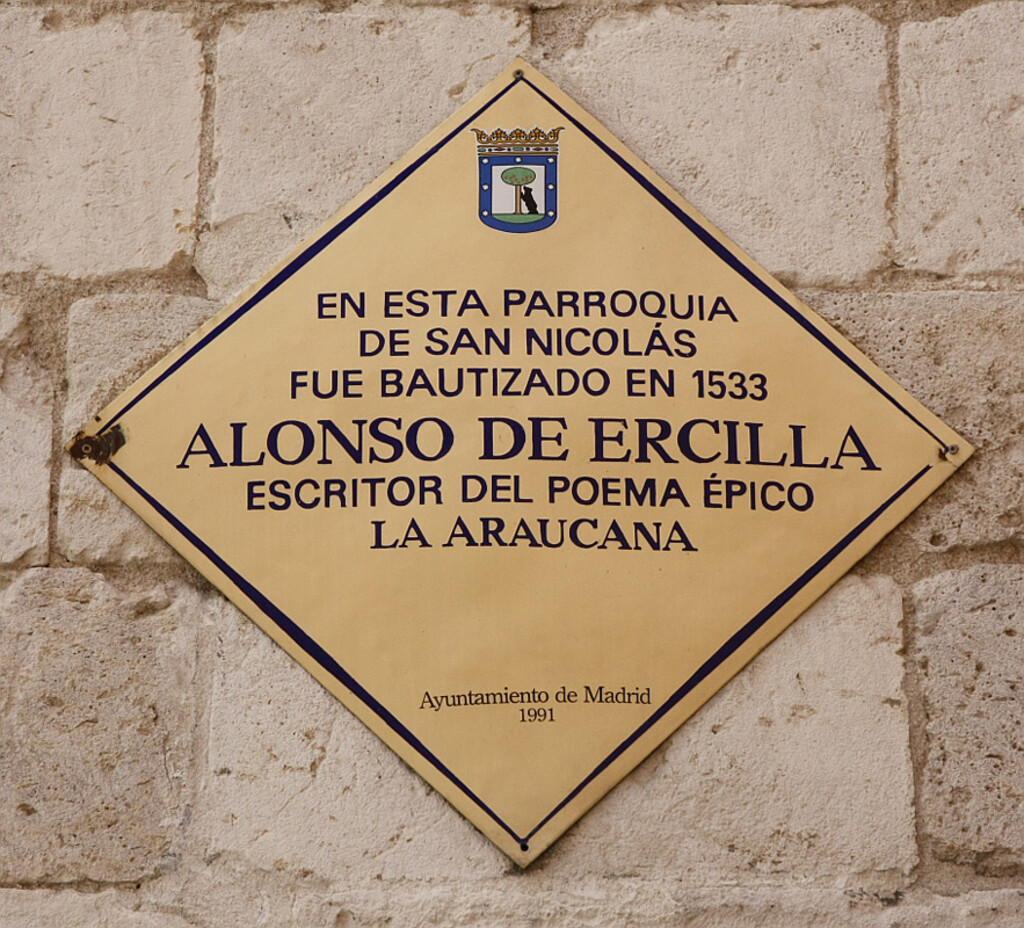 EN ESTA PARROQUIA
DE SAN NICOLÁS
FUE BAUTIZADO EN 1533
ALONSO DE ERCILLA
ESCRITOR DEL POEMA ÉPICO
LA ARAUCANA
Ayuntamiento de Madrid
1991